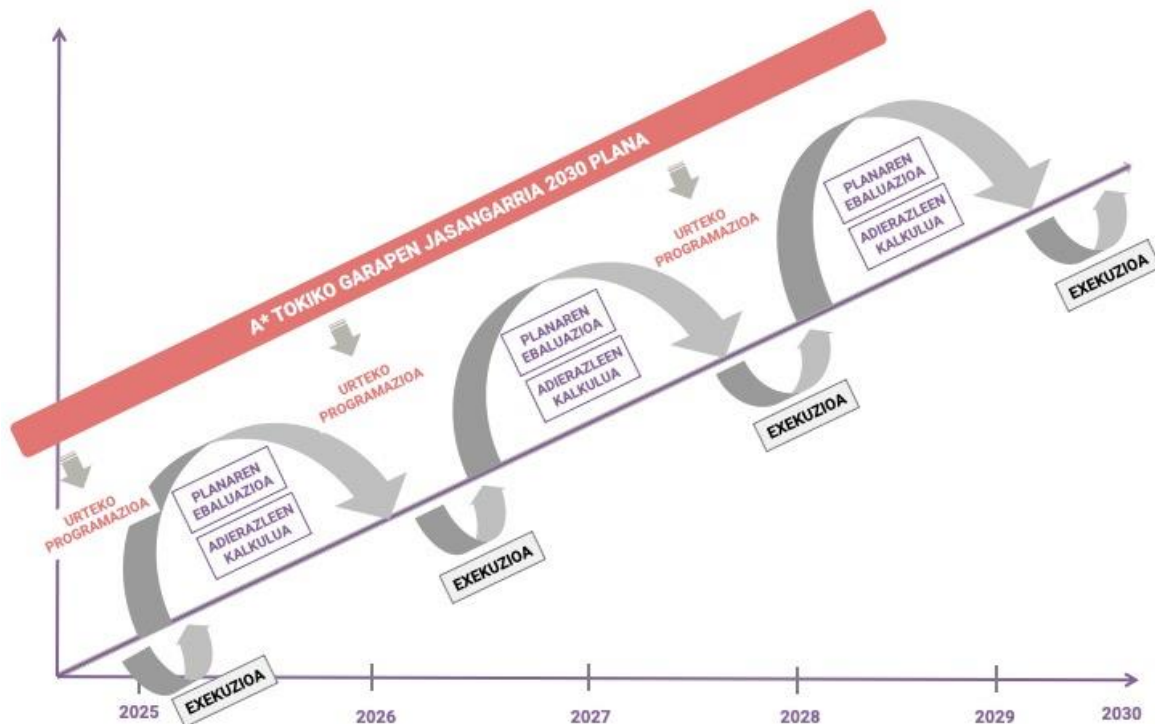 A* TOKIKO GARAPEN JASANGARRIA 2030 PLANA
URTEKO
PROGRAMAZIOA
PLANAREN
EBALUAZIOA
ADIERAZLEEN
KALKULUA
EXEKUZIOA
URTEKO
PROGRAMAZIOA
PLANAREN
EBALUAZIOA
ADIERAZLEEN
KALKULUA
EXEKUZIOA
URTEKO
PROGRAMAZIOA
PLANAREN
EBALUAZIOA
ADIERAZLEEN
KALKULUA
EXEKUZIOA
EXEKUZIOA
2025
2026
2027
2028
2029
2030